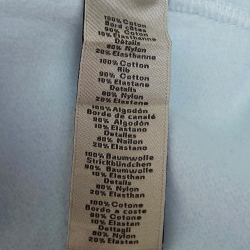 100% Coton
Bord côtes
90% Coton
10% Elasthanne
Détails
80% Nylon
20% Elasthanne
100% Cotton
Rib
90% Cotton
10% Elastane
Details
80% Nylon
20% Elastane
100% Algodón
Borde de canalé
90% Algodón
10% Elastano
Detalles
80% Nailon
20% Elastano
100% Baumwolle
Strickbündchen
90% Baumwolle
10% Elasthan
Details
80% Nylon
20% Elasthan
100% Cotone
Bordo a coste
90% Cotone
10% Elastan
Dettagli
80% Nylon
20% Elastan